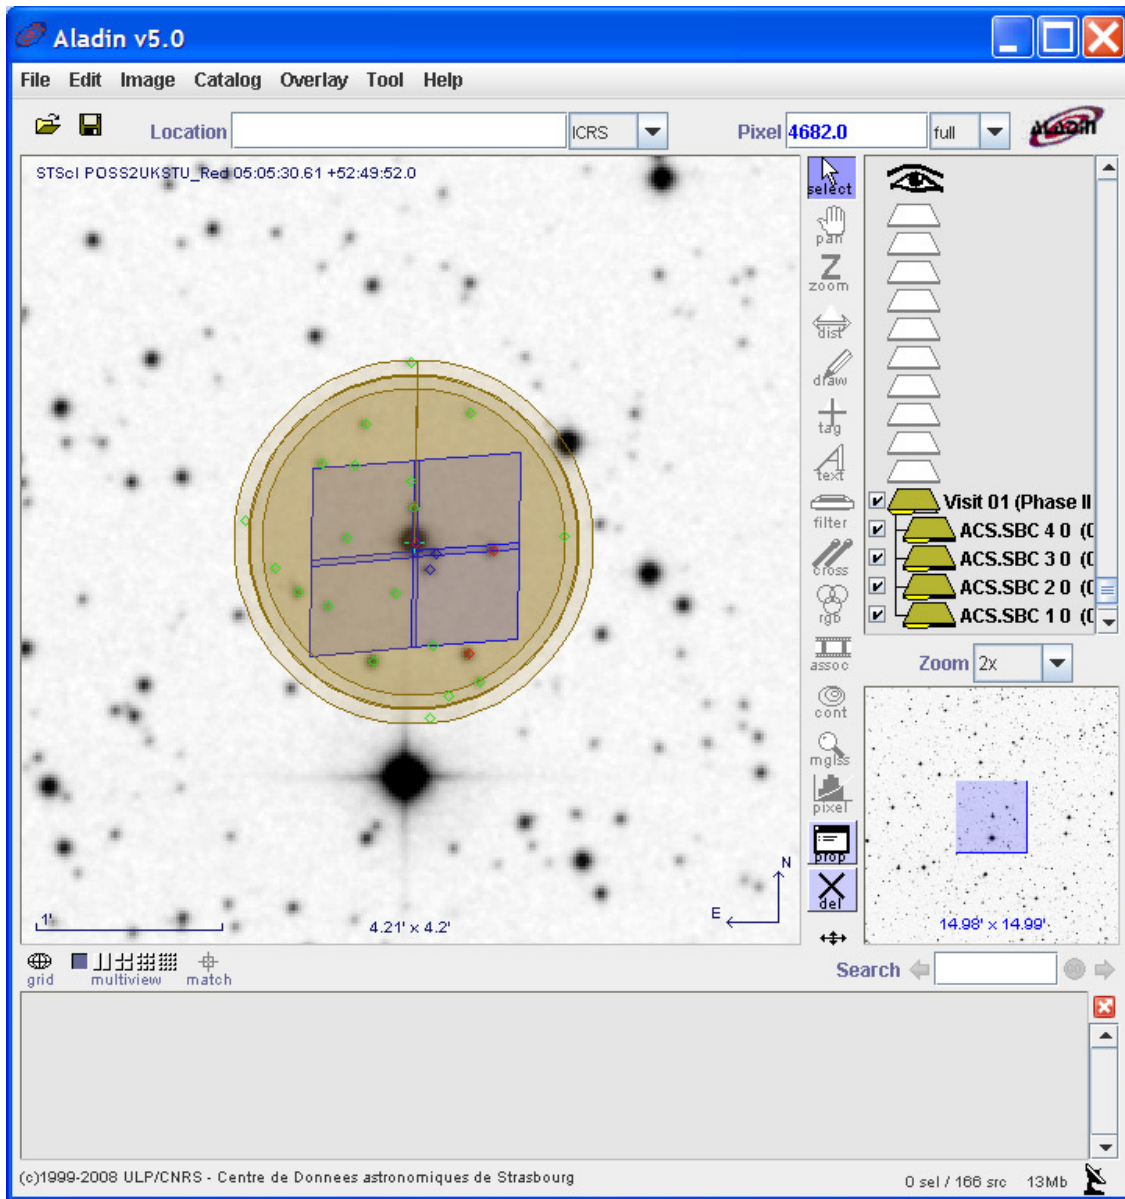 Aladin v5.0
File Edit Image Catalog Overlay Tool Help
Location ICRS Pixel 4682.0 full ALADIN
STScI POSS2UKSTU_Red 05:05:30.61 +52:49:52.0
select
pan
Z
zoom
dist
draw
tag
text
filter
cross
rgb
assoc
cont
mglss
pixel
prop
del
Visit 01 (Phase II
ACS.SBC 4 0 (
ACS.SBC 3 0 (
ACS.SBC 2 0 (
ACS.SBC 1 0 (
Zoom 2x
14.98' x 14.99'
N
E
1'
4.21' x 4.2'
grid multiview match
Search
(c)1999-2008 ULP/CNRS - Centre de Donnees astronomiques de Strasbourg
0 sel / 166 src 13Mb